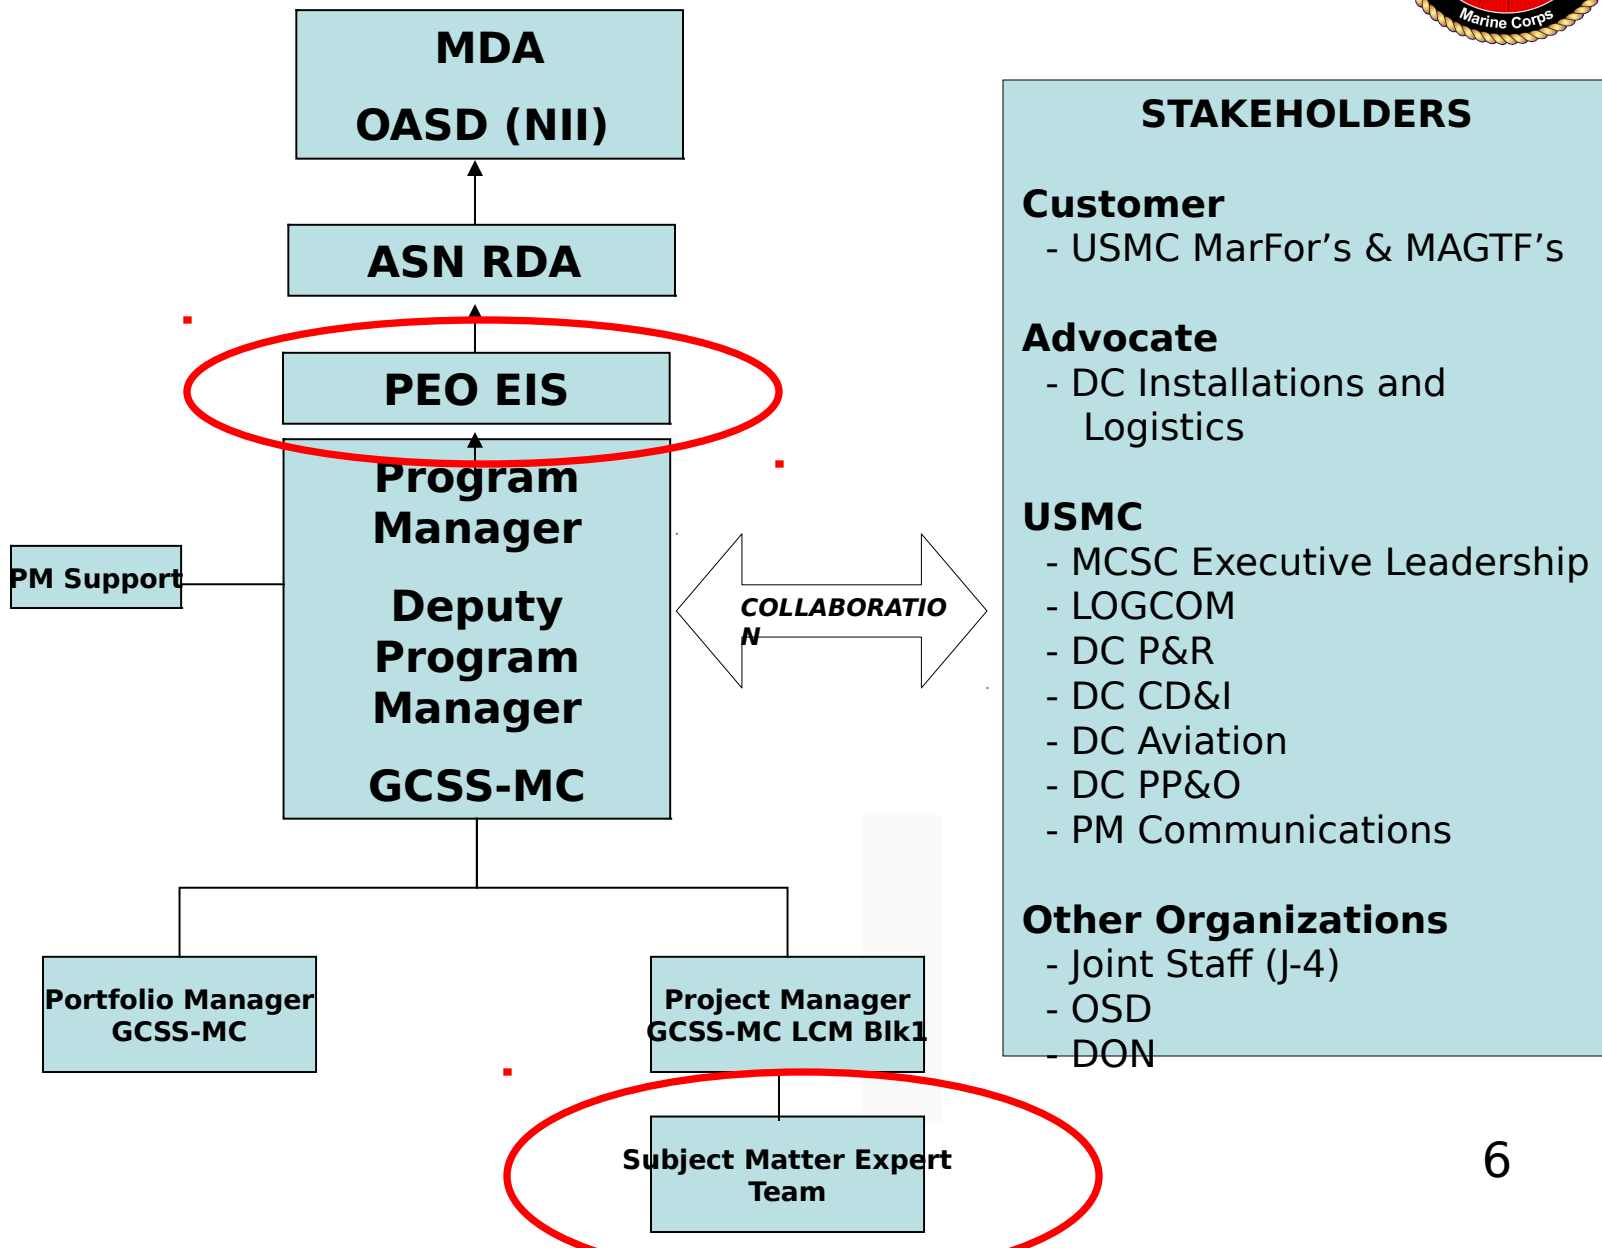 Marine Corps
MDA
OASD (NII)
ASN RDA
PEO EIS
Program
Manager
Deputy
Program
Manager
GCSS-MC
PM Support
COLLABORATIO
N
Portfolio Manager
GCSS-MC
Project Manager
GCSS-MC LCM Blk1
Subject Matter Expert
Team
STAKEHOLDERS
Customer
- USMC MarFor’s & MAGTF’s
Advocate
- DC Installations and
Logistics
USMC
- MCSC Executive Leadership
- LOGCOM
- DC P&R
- DC CD&I
- DC Aviation
- DC PP&O
- PM Communications
Other Organizations
- Joint Staff (J-4)
- OSD
- DON
6